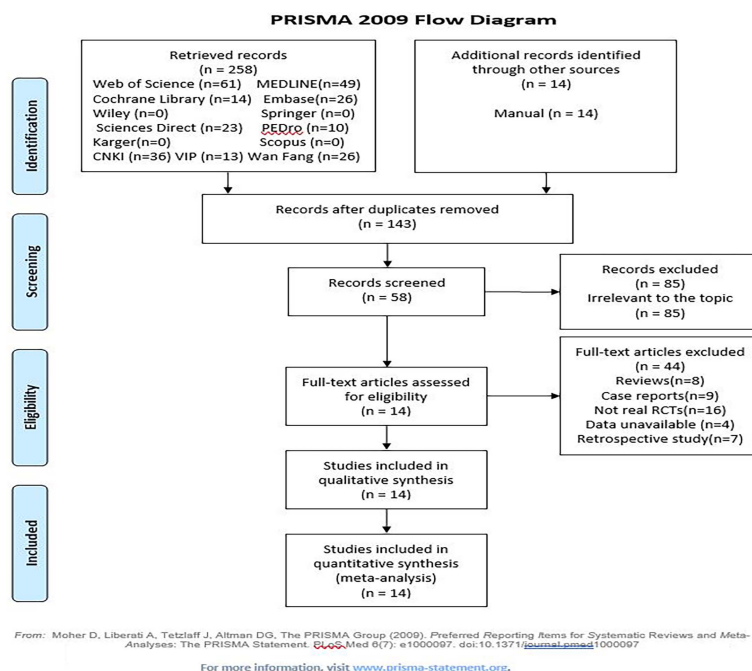 PRISMA 2009 Flow Diagram
Identification
Retrieved records
(n = 258)
Web of Science (n=61) MEDLINE(n=49)
Cochrane Library (n=14) Embase(n=26)
Wiley (n=0) Springer (n=0)
Sciences Direct (n=23) PEDro (n=10)
Karger(n=0) Scopus (n=0)
CNKI (n=36) VIP (n=13) Wan Fang (n=26)
Additional records identified
through other sources
(n = 14)
Manual (n = 14)
Records after duplicates removed
(n = 143)
Screening
Records screened
(n = 58)
Records excluded
(n = 85)
Irrelevant to the topic
(n = 85)
Eligibility
Full-text articles assessed
for eligibility
(n = 14)
Full-text articles excluded
(n = 44)
Reviews(n=8)
Case reports(n=9)
Not real RCTs(n=16)
Data unavailable (n=4)
Retrospective study(n=7)
Studies included in
qualitative synthesis
(n = 14)
Included
Studies included in
quantitative synthesis
(meta-analysis)
(n = 14)
From: Moher D, Liberati A, Tetzlaff J, Altman DG, The PRISMA Group (2009). Preferred Reporting Items for Systematic Reviews and Meta-
Analyses: The PRISMA Statement. PLoS Med 6(7): e1000097. doi:10.1371/journal.pmed1000097
For more information, visit www.prisma-statement.org.